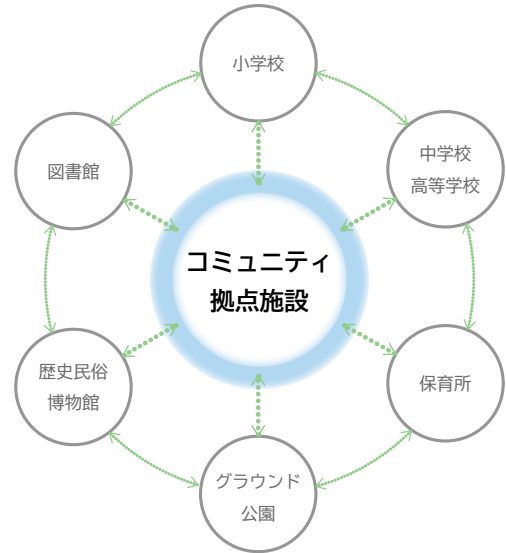 小学校
中学校
高等学校
図書館
コミュニティ
拠点施設
歴史民俗
博物館
保育所
グラウンド
公園